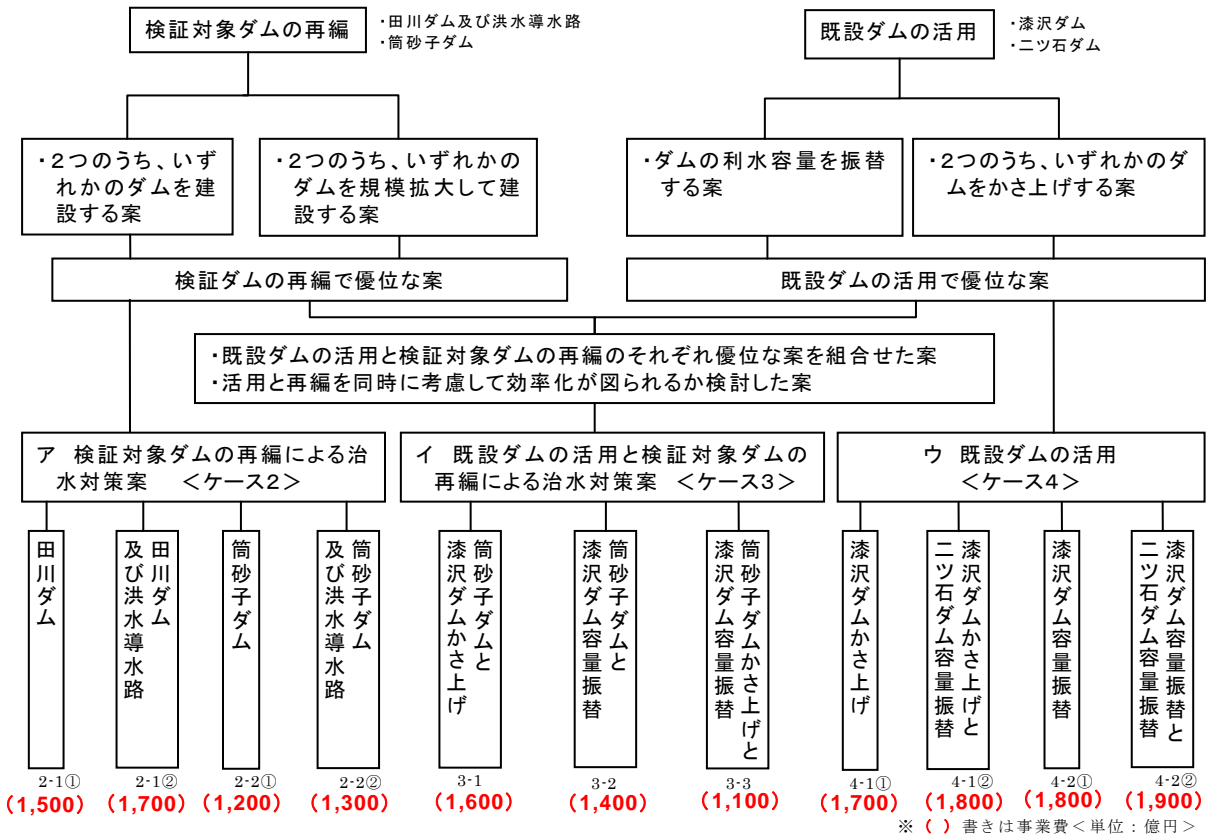 検証対象ダムの再編
・田川ダム及び洪水導水路
・筒砂子ダム
既設ダムの活用
・漆沢ダム
・二ツ石ダム
・2つのうち、いず
れかのダムを建
設する案
・2つのうち、いずれかの
ダムを規模拡大して建
設する案
・ダムの利水容量を振替
する案
・2つのうち、いずれかのダ
ムをかさ上げする案
検証ダムの再編で優位な案
既設ダムの活用で優位な案
・既設ダムの活用と検証対象ダムの再編のそれぞれ優位な案を組合せた案
・活用と再編を同時に考慮して効率化が図られるか検討した案
ア 検証対象ダムの再編による治
水対策案 <ケース2>
イ 既設ダムの活用と検証対象ダムの
再編による治水対策案 <ケース3>
ウ 既設ダムの活用
<ケース4>
田川ダム
2-1①
(1,500)
田川ダム
及び洪水導水路
2-1②
(1,700)
筒砂子ダム
2-2①
(1,200)
筒砂子ダム
及び洪水導水路
2-2②
(1,300)
筒砂子ダムと
漆沢ダムかさ上げ
3-1
(1,600)
筒砂子ダムと
漆沢ダム容量振替
3-2
(1,400)
筒砂子ダムかさ上げと
漆沢ダム容量振替
3-3
(1,100)
漆沢ダムかさ上げ
4-1①
(1,700)
漆沢ダムかさ上げと
二ツ石ダム容量振替
4-1②
(1,800)
漆沢ダム容量振替
4-2①
(1,800)
漆沢ダム容量振替と
二ツ石ダム容量振替
4-2②
(1,900)
※( )書きは事業費<単位:億円>